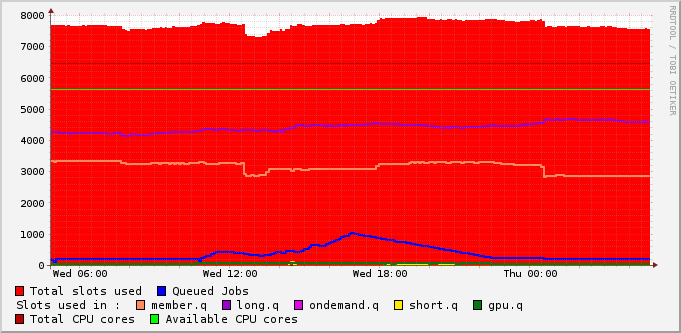 8000
7000
6000
5000
4000
3000
2000
1000
0
Wed 06:00 Wed 12:00 Wed 18:00 Thu 00:00
Total slots used Queued Jobs
Slots used in : member.q long.q ondemand.q short.q gpu.q
Total CPU cores Available CPU cores
RRDTOOL / TOBI OETIKER